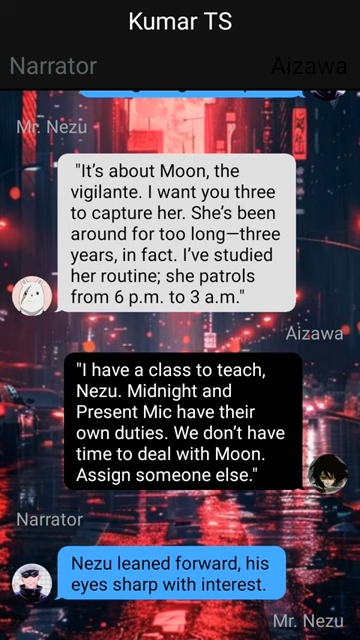 Kumar TS
Narrator
Aizawa
Mr. Nezu
"It's about Moon, the
vigilante. I want you three
to capture her. She's been
around for too long—three
years, in fact. I've studied
her routine; she patrols
from 6 p.m. to 3 a.m."
Aizawa
"I have a class to teach,
Nezu. Midnight and
Present Mic have their
own duties. We don't have
time to deal with Moon.
Assign someone else."
Narrator
Nezu leaned forward, his
eyes sharp with interest.
Mr. Nezu